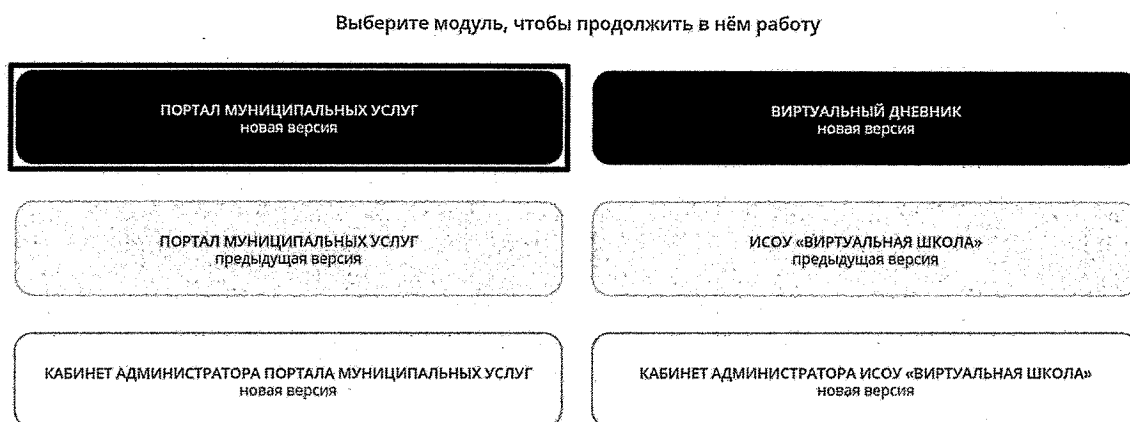 Выберите модуль, чтобы продолжить в нём работу
ПОРТАЛ МУНИЦИПАЛЬНЫХ УСЛУГ
новая версия
ВИРТУАЛЬНЫЙ ДНЕВНИК
новая версия
ПОРТАЛ МУНИЦИПАЛЬНЫХ УСЛУГ
предыдущая версия
ИСОУ «ВИРТУАЛЬНАЯ ШКОЛА»
предыдущая версия
КАБИНЕТ АДМИНИСТРАТОРА ПОРТАЛА МУНИЦИПАЛЬНЫХ УСЛУГ
новая версия
КАБИНЕТ АДМИНИСТРАТОРА ИСОУ «ВИРТУАЛЬНАЯ ШКОЛА»
новая версия